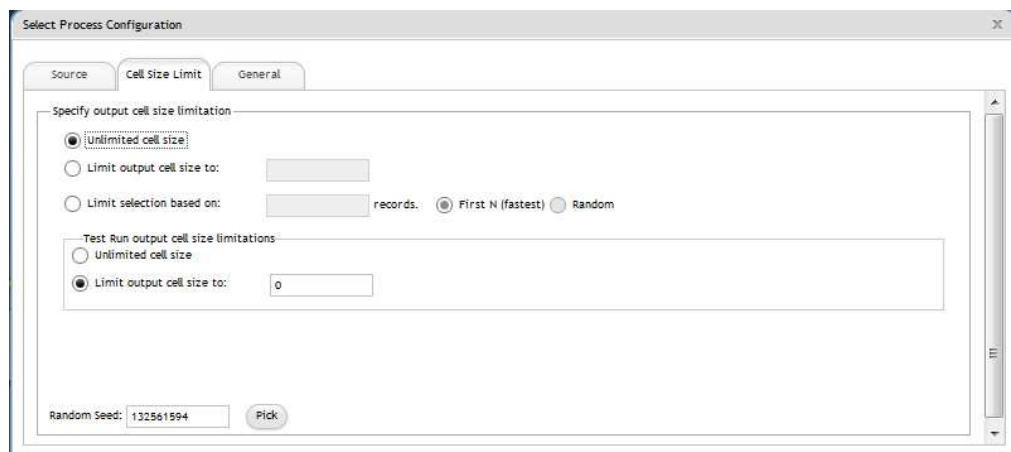 Select Process Configuration
Source Cell Size Limit General
Specify output cell size limitation
Unlimited cell size
Limit output cell size to:
Limit selection based on: records. First N (fastest) Random
Test Run output cell size limitations
Unlimited cell size
Limit output cell size to: 0
Random Seed: 132561594 Pick